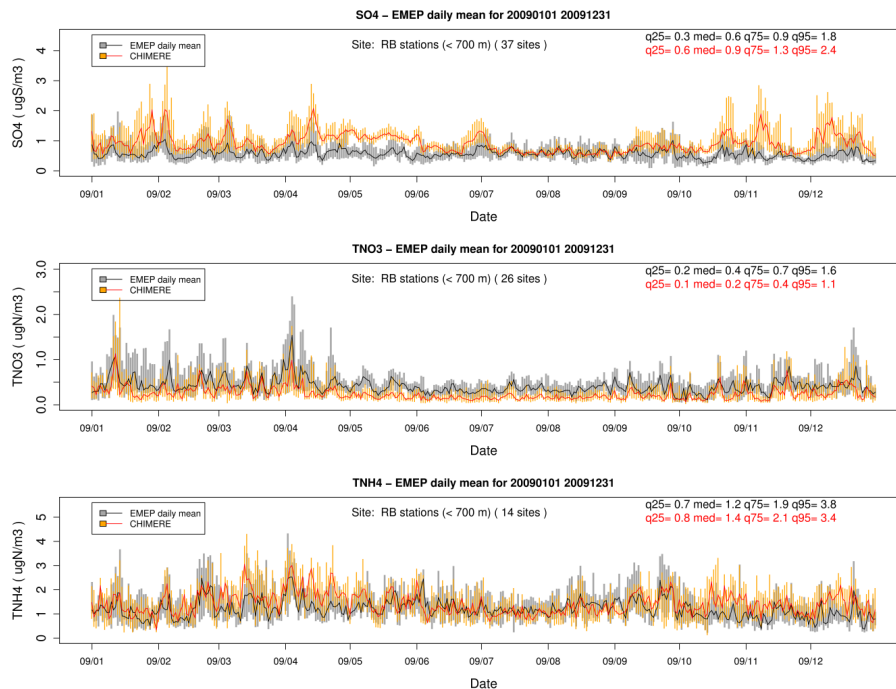 SO4 − EMEP daily mean for 20090101 20091231
EMEP daily mean
CHIMERE
Site: RB stations (< 700 m) ( 37 sites )
q25= 0.3 med= 0.6 q75= 0.9 q95= 1.8
q25= 0.6 med= 0.9 q75= 1.3 q95= 2.4
SO4 ( ugS/m3 )
4
3
2
1
0
09/01 09/02 09/03 09/04 09/05 09/06 09/07 09/08 09/09 09/10 09/11 09/12
Date
TNO3 − EMEP daily mean for 20090101 20091231
EMEP daily mean
CHIMERE
Site: RB stations (< 700 m) ( 26 sites )
q25= 0.2 med= 0.4 q75= 0.7 q95= 1.6
q25= 0.1 med= 0.2 q75= 0.4 q95= 1.1
TNO3 ( ugN/m3 )
3.0
2.0
1.0
0.0
09/01 09/02 09/03 09/04 09/05 09/06 09/07 09/08 09/09 09/10 09/11 09/12
Date
TNH4 − EMEP daily mean for 20090101 20091231
EMEP daily mean
CHIMERE
Site: RB stations (< 700 m) ( 14 sites )
q25= 0.7 med= 1.2 q75= 1.9 q95= 3.8
q25= 0.8 med= 1.4 q75= 2.1 q95= 3.4
TNH4 ( ugN/m3 )
5
4
3
2
1
0
09/01 09/02 09/03 09/04 09/05 09/06 09/07 09/08 09/09 09/10 09/11 09/12
Date